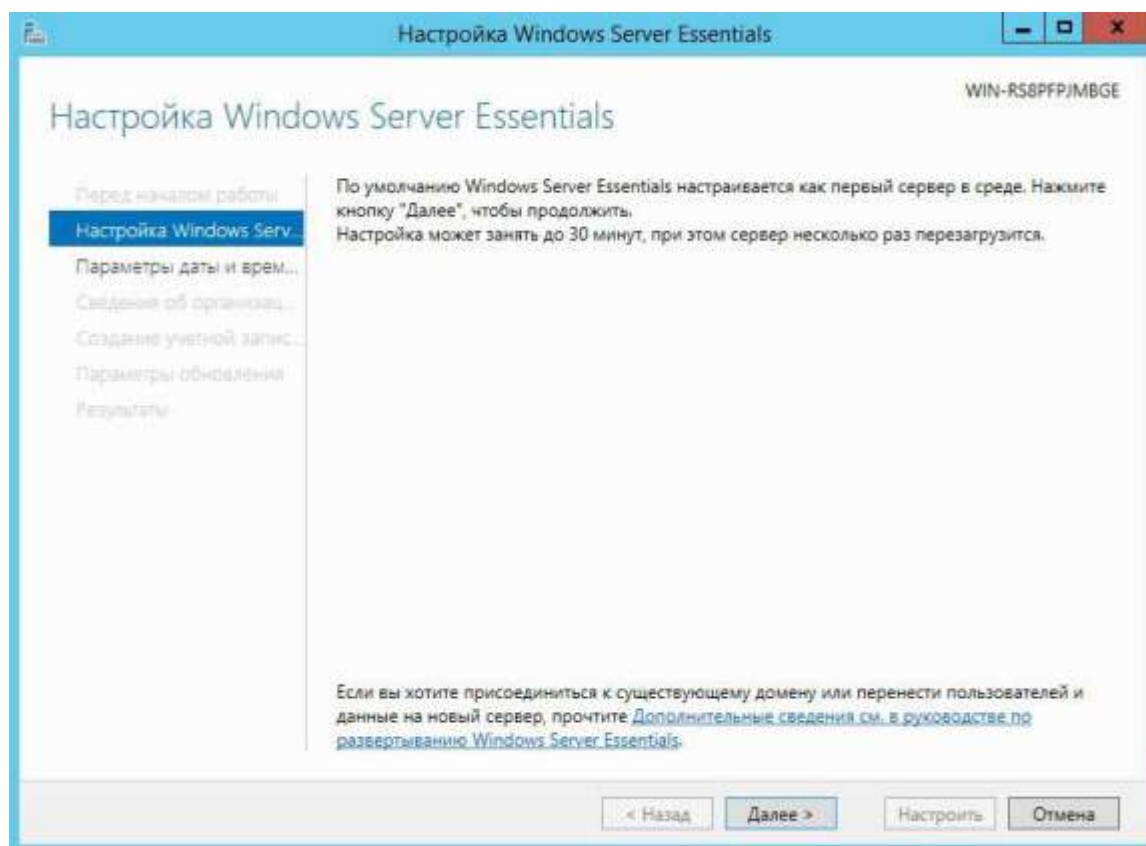 Настройка Windows Server Essentials
WIN-RS8PFPJMBGE
Настройка Windows Server Essentials
Перед началом работы
Настройка Windows Serv...
Параметры даты и врем...
Сведения об организац...
Создание учетной запис...
Параметры обновления
Результаты
По умолчанию Windows Server Essentials настраивается как первый сервер в среде. Нажмите
кнопку "Далее", чтобы продолжить.
Настройка может занять до 30 минут, при этом сервер несколько раз перезагрузится.
Если вы хотите присоединиться к существующему домену или перенести пользователей и
данные на новый сервер, прочтите Дополнительные сведения см. в руководстве по
развертыванию Windows Server Essentials.
< Назад
Далее >
Настроить
Отмена